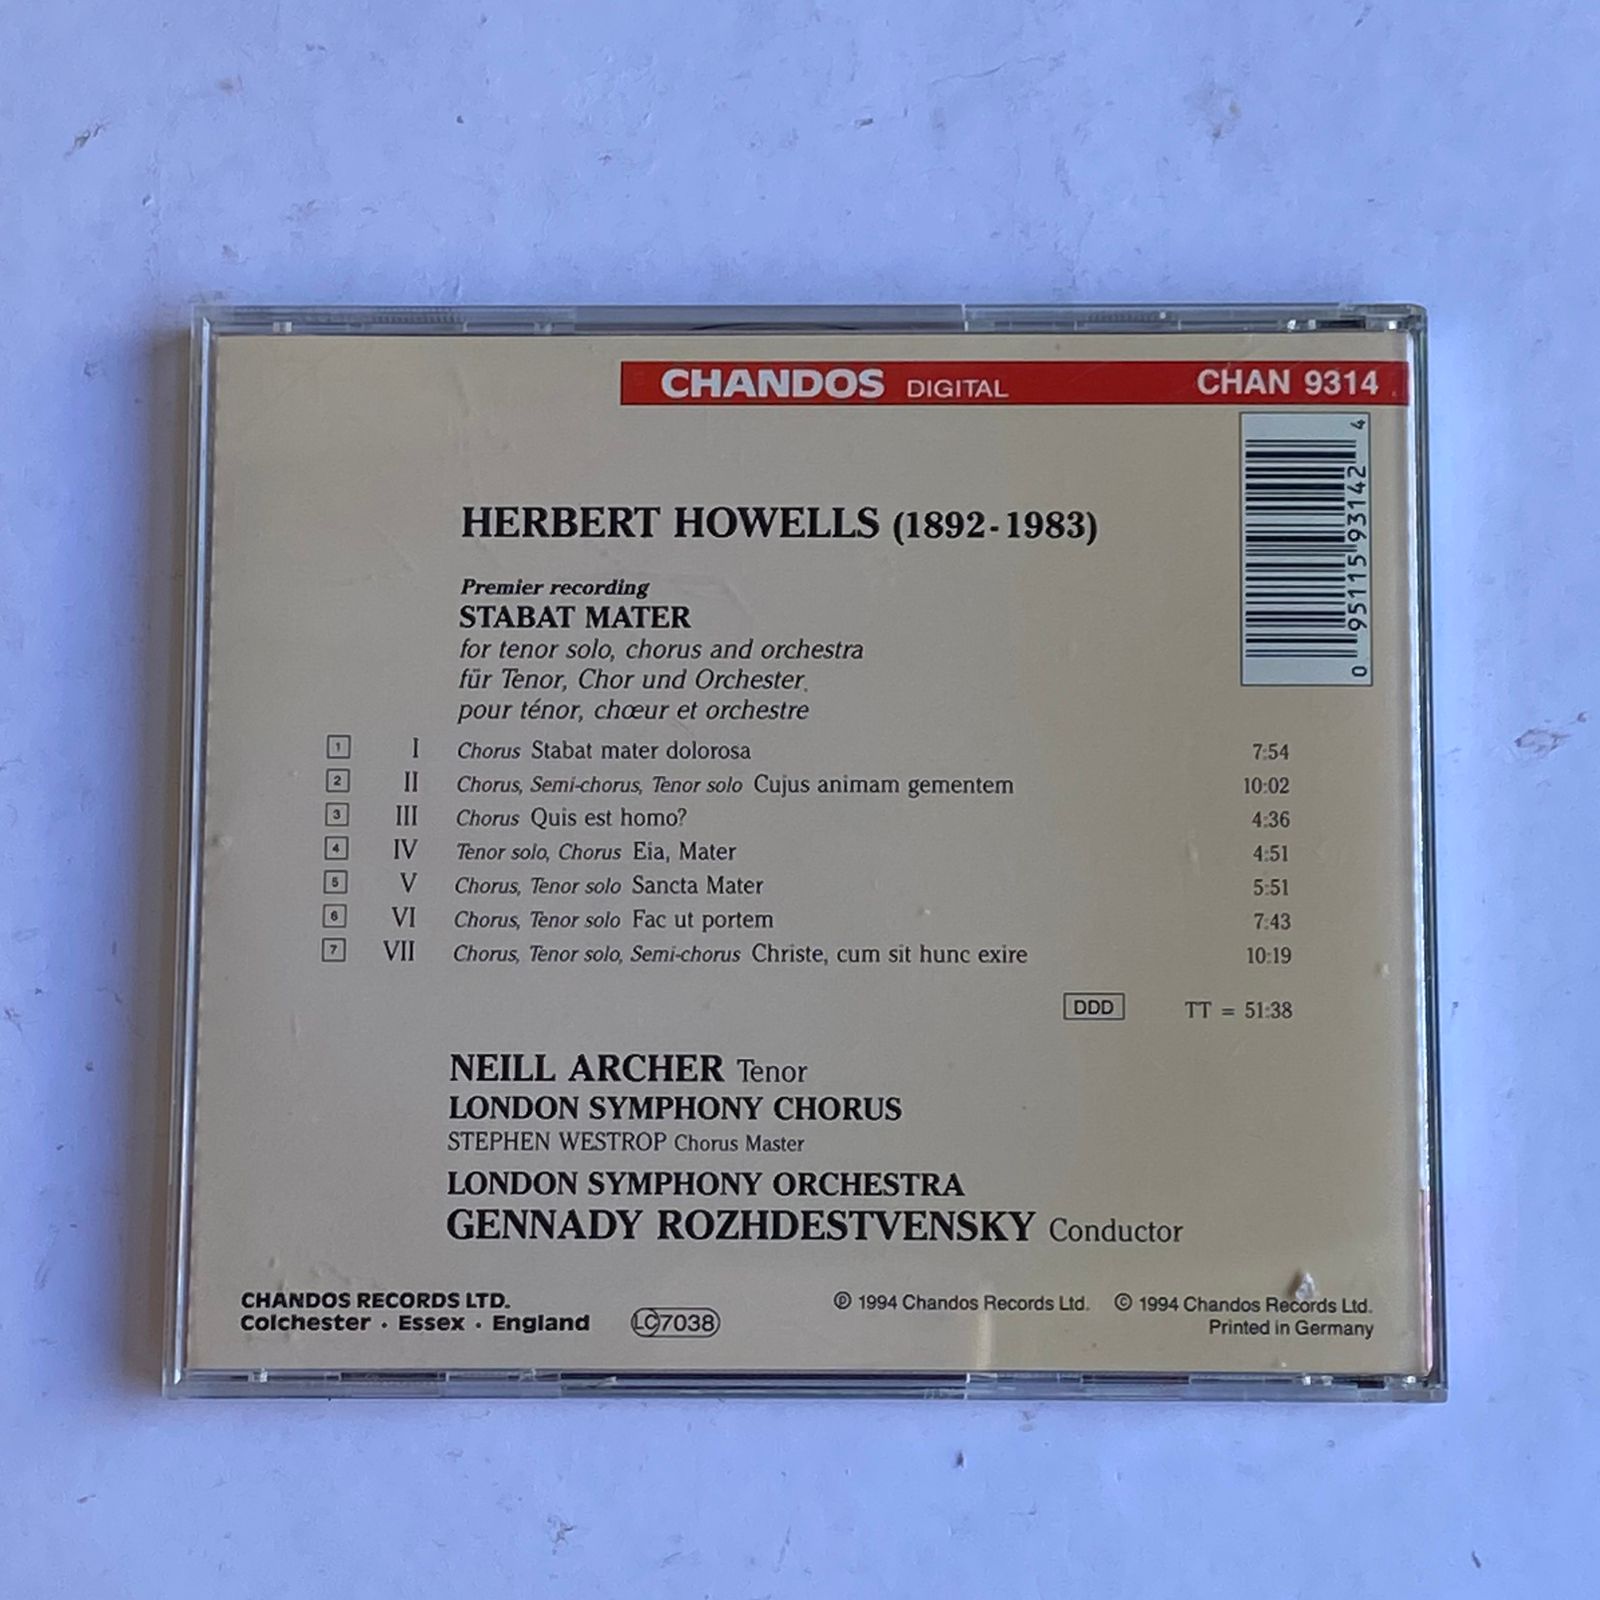 CHANDOS DIGITAL CHAN 9314
0 95115 93142 4
HERBERT HOWELLS (1892-1983)
Premier recording
STABAT MATER
for tenor solo, chorus and orchestra
für Tenor, Chor und Orchester
pour ténor, chœur et orchestre
1 I Chorus Stabat mater dolorosa 7:54
2 II Chorus, Semi-chorus, Tenor solo Cujus animam gementem 10:02
3 III Chorus Quis est homo? 4:36
4 IV Tenor solo, Chorus Eia, Mater 4:51
5 V Chorus, Tenor solo Sancta Mater 5:51
6 VI Chorus, Tenor solo Fac ut portem 7:43
7 VII Chorus, Tenor solo, Semi-chorus Christe, cum sit hunc exire 10:19
DDD TT = 51:38
NEILL ARCHER Tenor
LONDON SYMPHONY CHORUS
STEPHEN WESTROP Chorus Master
LONDON SYMPHONY ORCHESTRA
GENNADY ROZHDESTVENSKY Conductor
CHANDOS RECORDS LTD.
Colchester · Essex · England
LC7038
℗ 1994 Chandos Records Ltd. © 1994 Chandos Records Ltd.
Printed in Germany